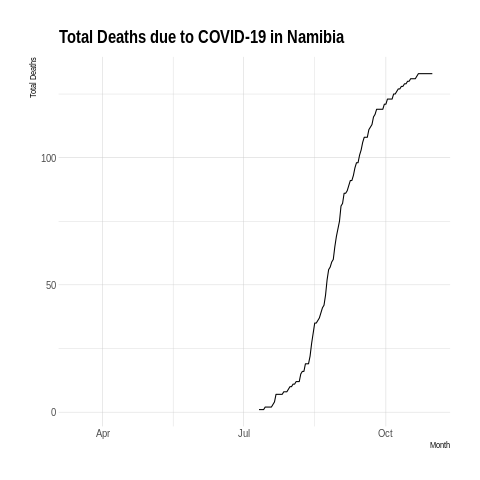 Total Deaths due to COVID-19 in Namibia
Total Deaths
100
50
0
Apr Jul Oct
Month